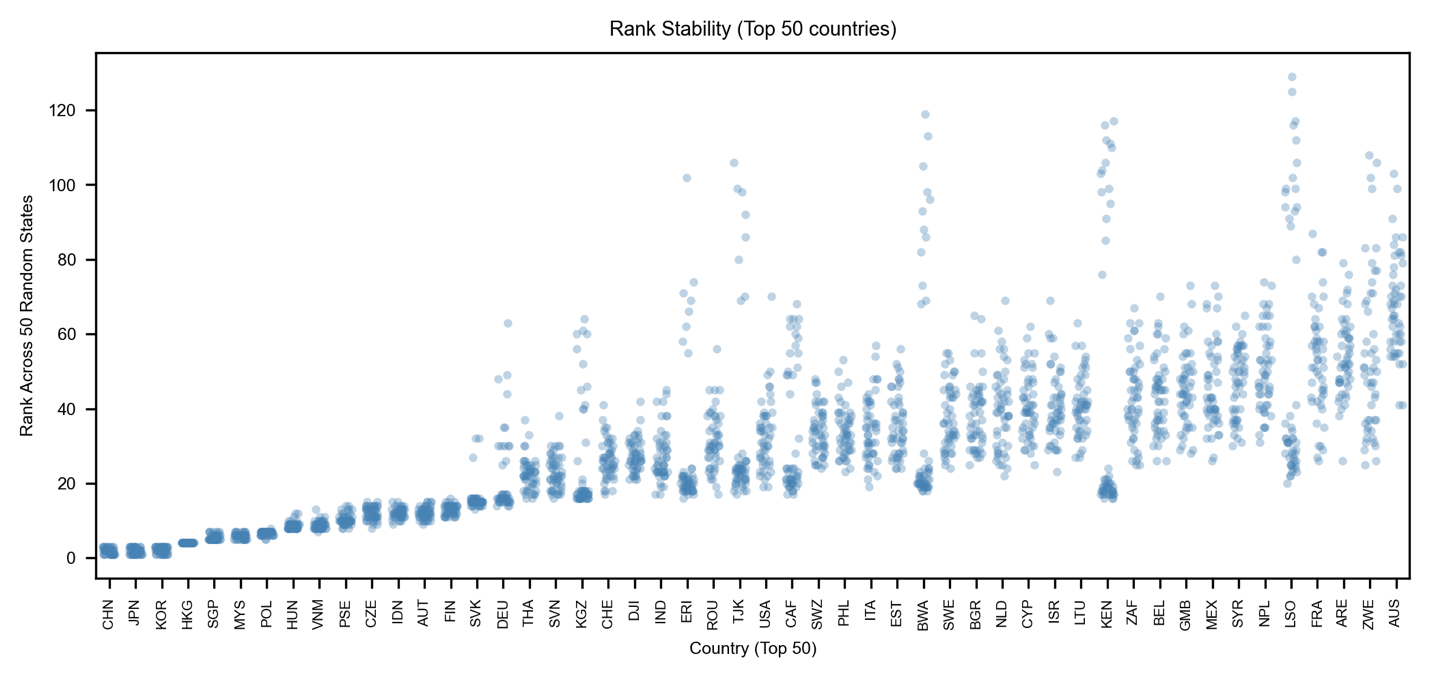 Rank Stability (Top 50 countries)
Rank Across 50 Random States
120
100
80
60
40
20
0
CHN JPN KOR HKG SGP MYS POL HUN VNM PSE CZE IDN AUT FIN SVK DEU THA SVN KGZ CHE DJI IND ERI ROU TJK USA CAF SWZ PHL ITA EST BWA SWE BGR NLD CYP ISR LTU KEN ZAF BEL GMB MEX SYR NPL LSO FRA ARE ZWE AUS
Country (Top 50)